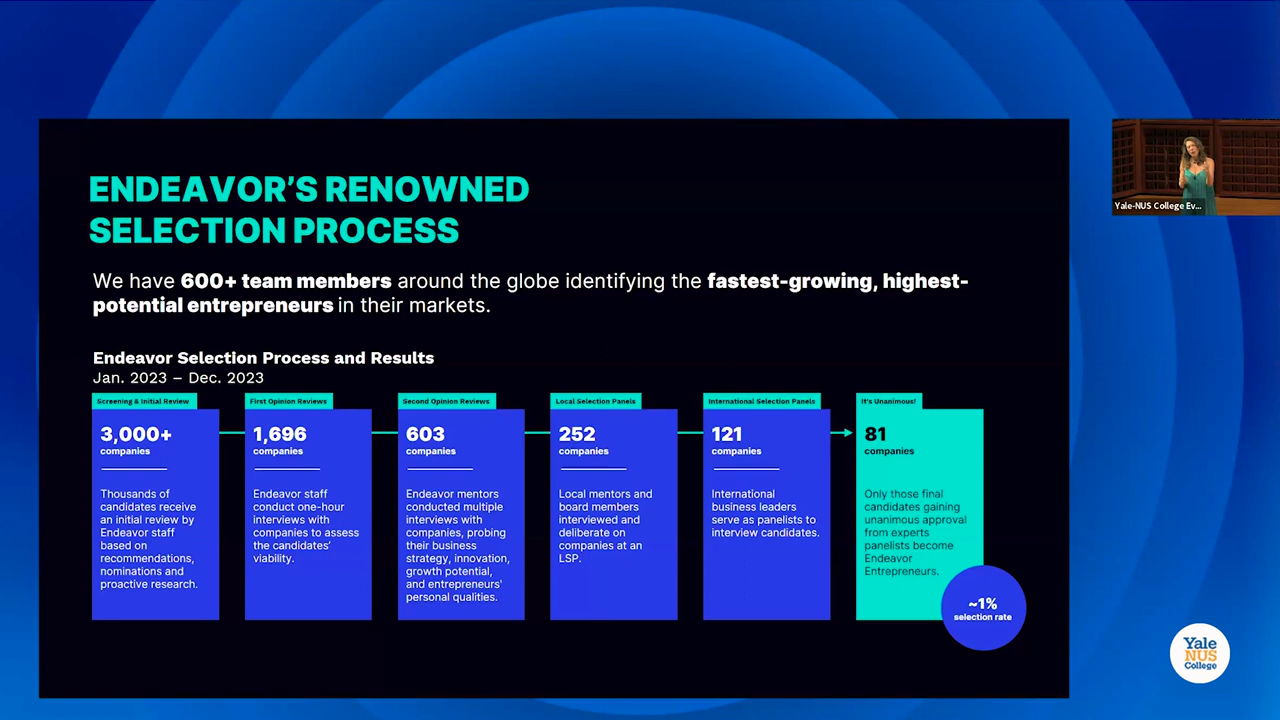 ENDEAVOR'S RENOWNED
SELECTION PROCESS
We have 600+ team members around the globe identifying the fastest-growing, highest-
potential entrepreneurs in their markets.
Endeavor Selection Process and Results
Jan. 2023 – Dec. 2023
Screening & Initial Review
3,000+
companies
Thousands of
candidates receive
an initial review by
Endeavor staff
based on
recommendations,
nominations and
proactive research.
First Opinion Reviews
1,696
companies
Endeavor staff
conduct one-hour
interviews with
companies to assess
the candidates'
viability.
Second Opinion Reviews
603
companies
Endeavor mentors
conducted multiple
interviews with
companies, probing
their business
strategy, innovation,
growth potential,
and entrepreneurs'
personal qualities.
Local Selection Panels
252
companies
Local mentors and
board members
interviewed and
deliberate on
companies at an
LSP.
International Selection Panels
121
companies
International
business leaders
serve as panelists to
interview candidates.
It's Unanimous!
81
companies
Only those final
candidates gaining
unanimous approval
from experts
panelists become
Endeavor
Entrepreneurs.
~1%
selection rate
Yale-NUS College Ev...
Yale
NUS
College